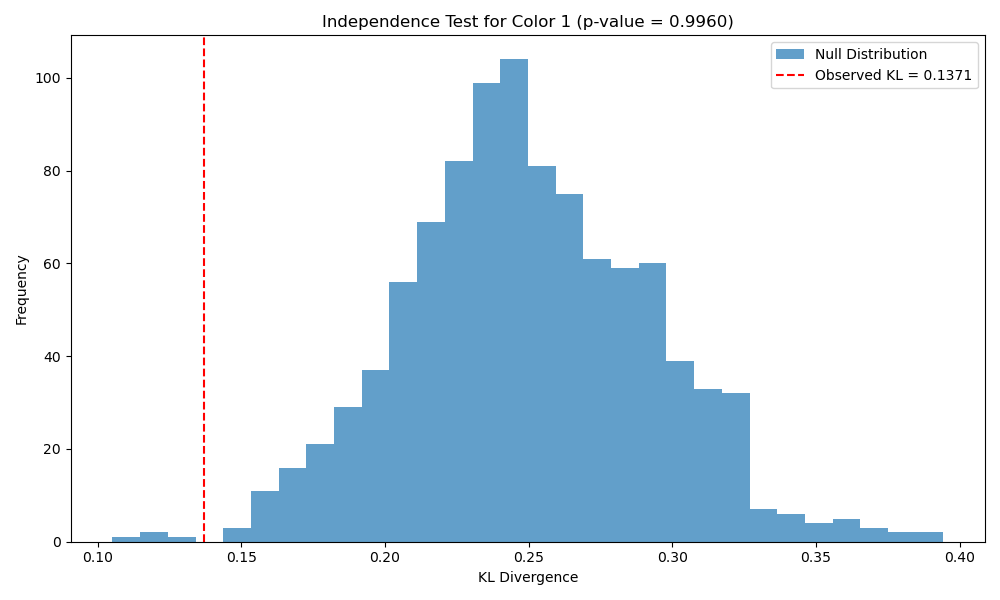 Independence Test for Color 1 (p-value = 0.9960)
Null Distribution
Observed KL = 0.1371
100
80
60
40
20
0
Frequency
0.10 0.15 0.20 0.25 0.30 0.35 0.40
KL Divergence